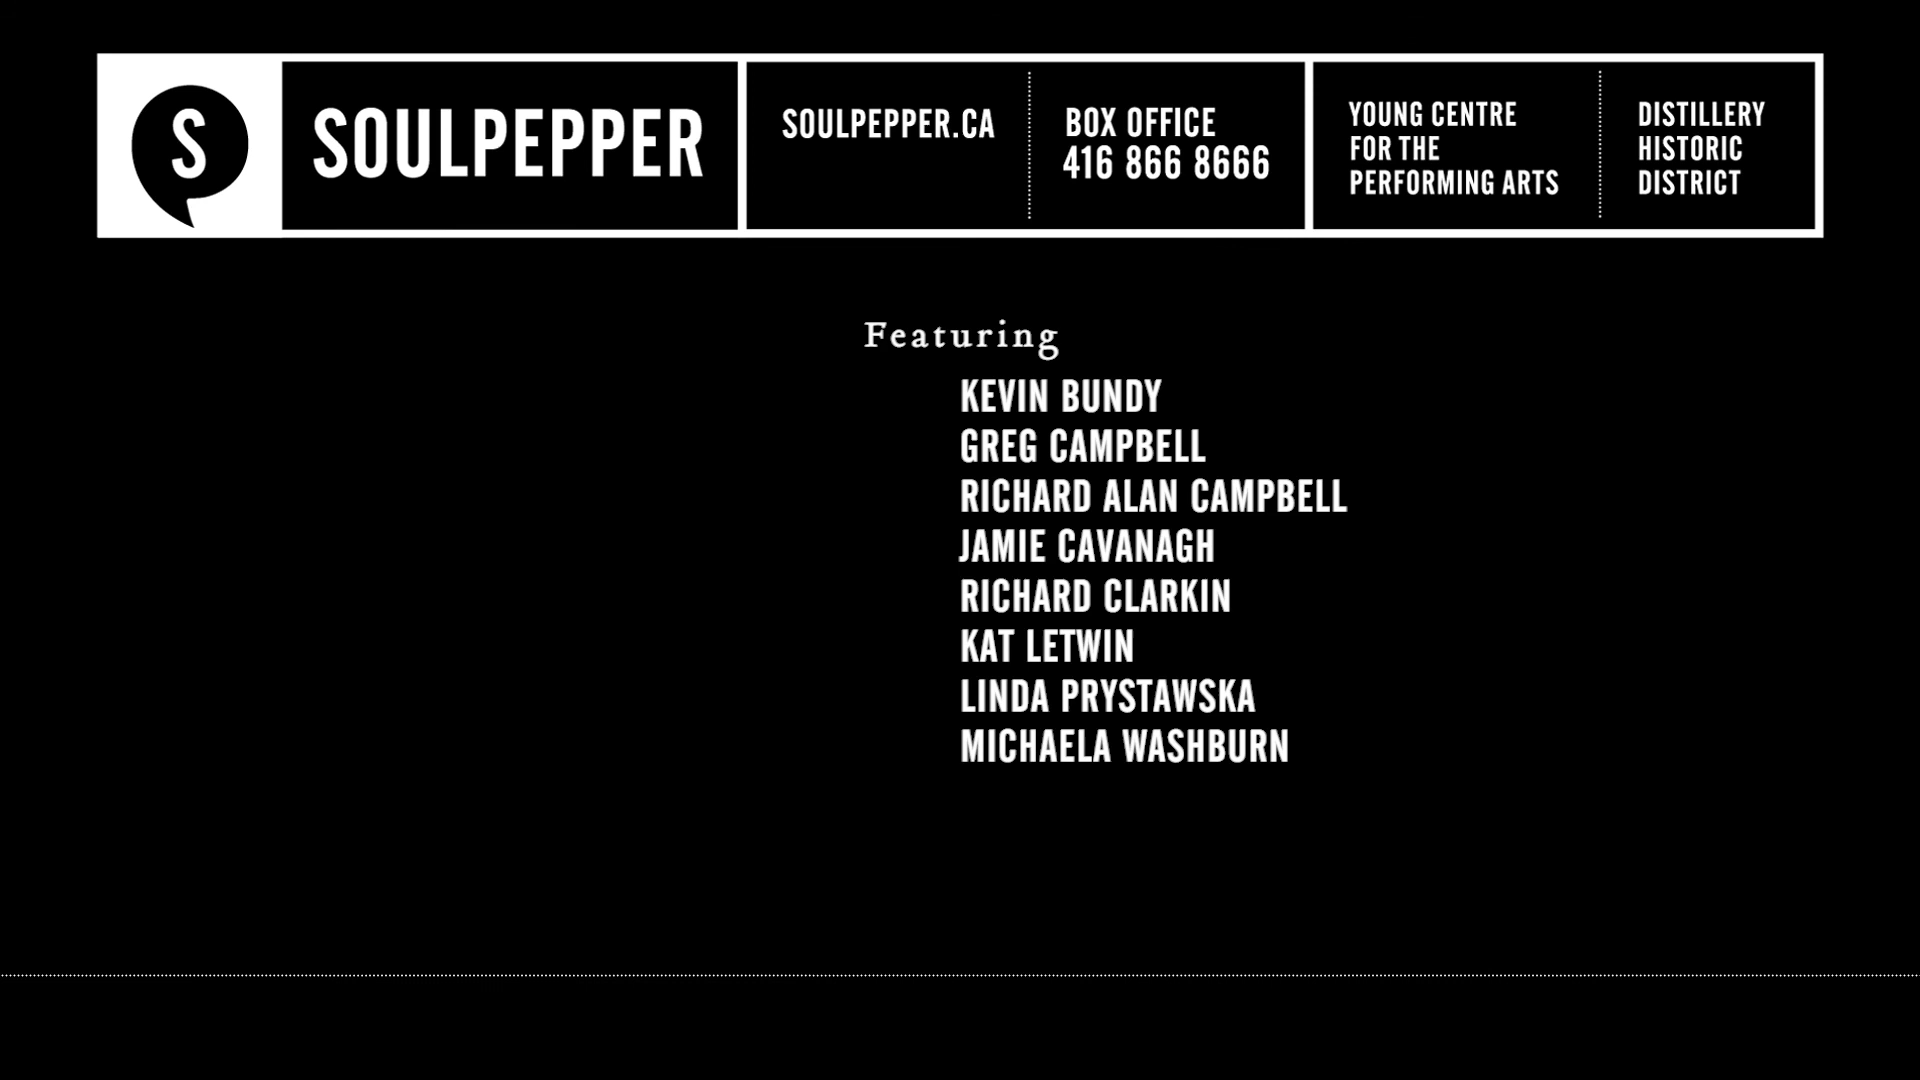 S
SOULPEPPER
SOULPEPPER.CA
BOX OFFICE
416 866 8666
YOUNG CENTRE
FOR THE
PERFORMING ARTS
DISTILLERY
HISTORIC
DISTRICT
Featuring
KEVIN BUNDY
GREG CAMPBELL
RICHARD ALAN CAMPBELL
JAMIE CAVANAGH
RICHARD CLARKIN
KAT LETWIN
LINDA PRYSTAWSKA
MICHAELA WASHBURN